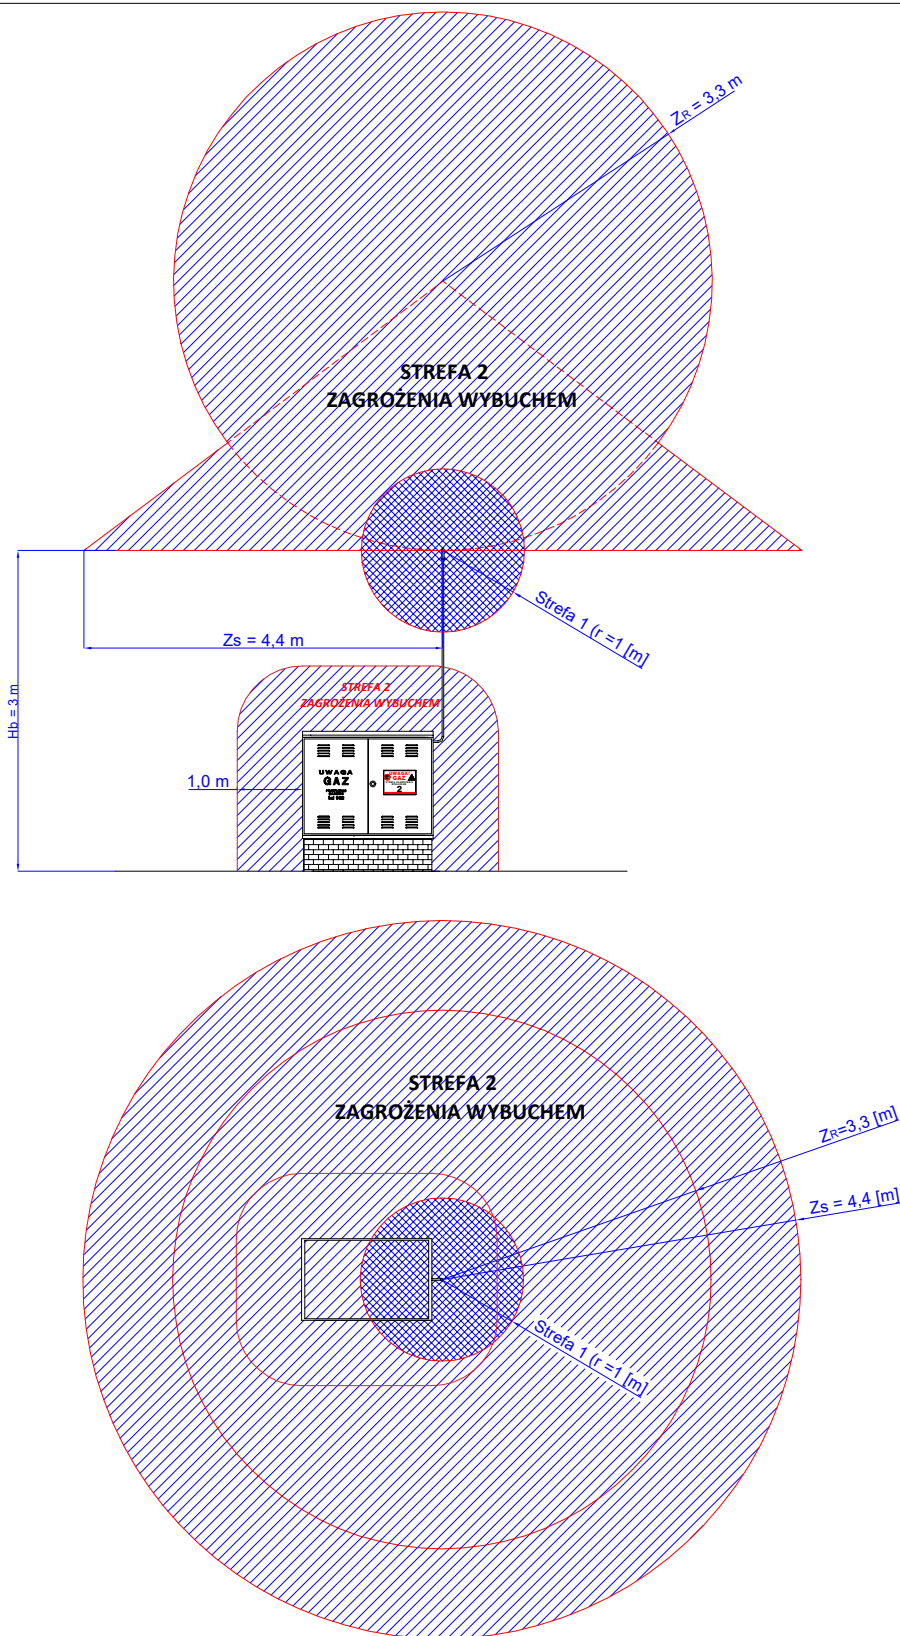 ZR = 3,3 m
STREFA 2
ZAGROŻENIA WYBUCHEM
Strefa 1 (r =1 [m]
Zs = 4,4 m
Hb = 3 m
STREFA 2
ZAGROŻENIA WYBUCHEM
1,0 m
UWAGA
GAZ
UWAGA!
GAZ
2
STREFA 2
ZAGROŻENIA WYBUCHEM
ZR=3,3 [m]
Zs = 4,4 [m]
Strefa 1 (r =1 [m]